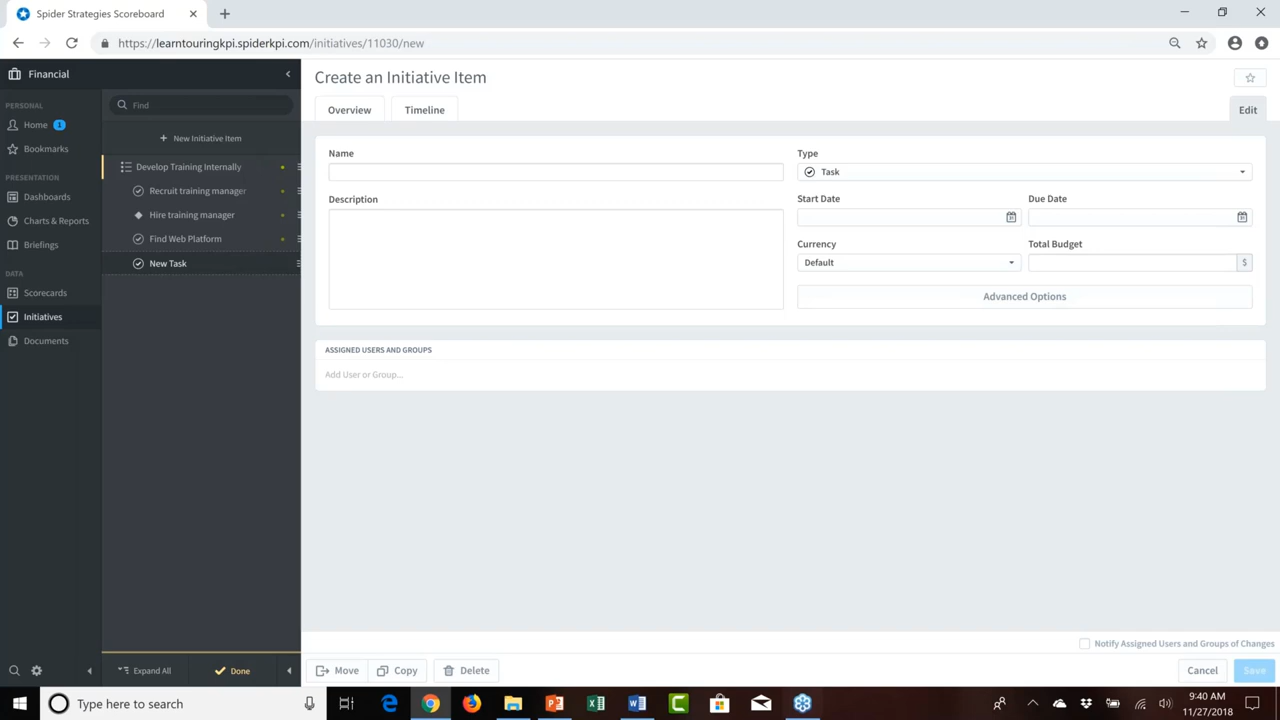 Spider Strategies Scoreboard
https://learntouringkpi.spiderkpi.com/initiatives/11030/new
Financial
Create an Initiative Item
PERSONAL
Home 1
Bookmarks
PRESENTATION
Dashboards
Charts & Reports
Briefings
DATA
Scorecards
Initiatives
Documents
Find
New Initiative Item
Develop Training Internally
Recruit training manager
Hire training manager
Find Web Platform
New Task
Expand All
Done
Overview Timeline Edit
Name
Type
Task
Description
Start Date Due Date
Currency Total Budget
Default $
Advanced Options
ASSIGNED USERS AND GROUPS
Add User or Group...
Notify Assigned Users and Groups of Changes
Move Copy Delete Cancel Save
Type here to search
9:40 AM
11/27/2018